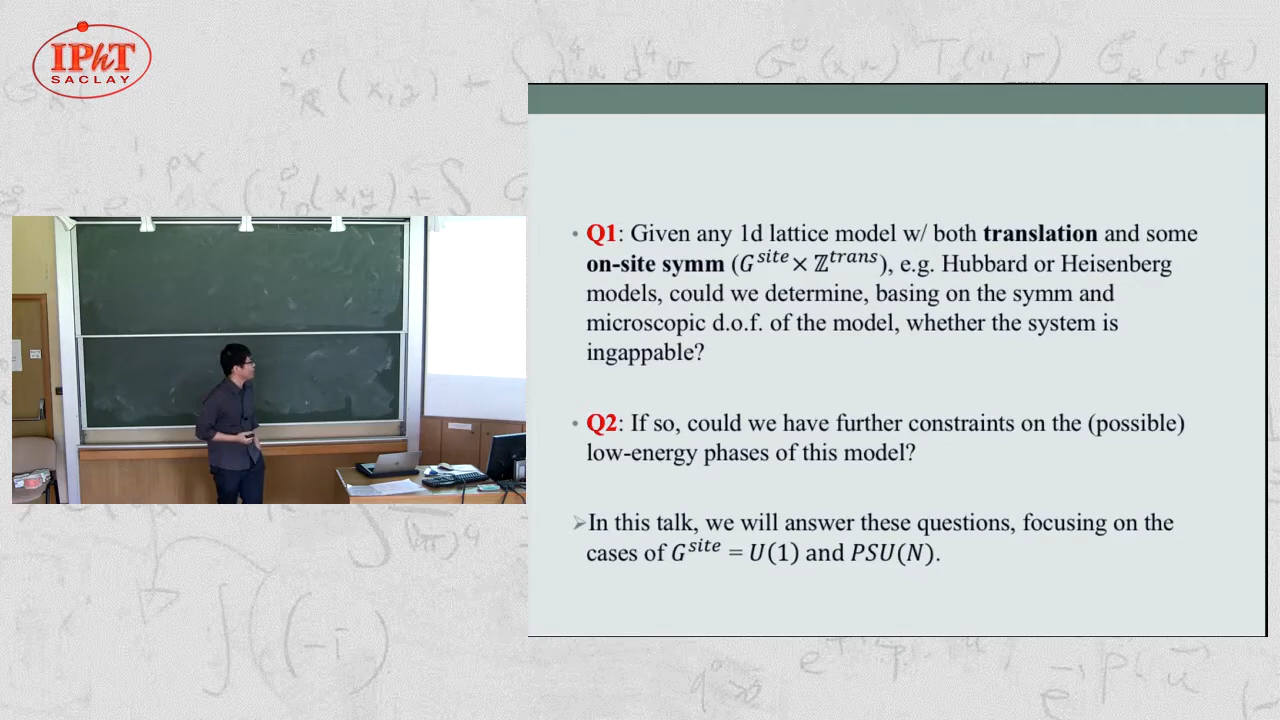 IPhT
SACLAY
• Q1: Given any 1d lattice model w/ both translation and some
on-site symm (G^site × ℤ^trans), e.g. Hubbard or Heisenberg
models, could we determine, basing on the symm and
microscopic d.o.f. of the model, whether the system is
ingappable?
• Q2: If so, could we have further constraints on the (possible)
low-energy phases of this model?
➢In this talk, we will answer these questions, focusing on the
cases of G^site = U(1) and PSU(N).